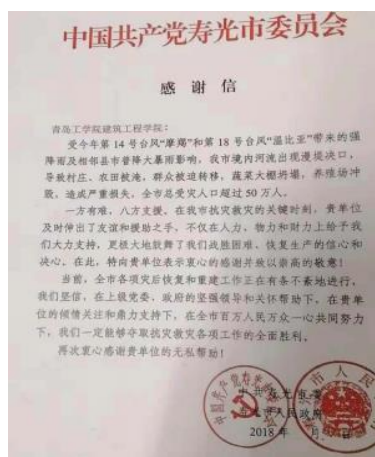 中国共产党寿光市委员会
感谢信
青岛工学院建筑工程学院：
受今年第14号台风“摩羯”和第18号台风“温比亚”带来的强
降雨及相邻县市普降大暴雨影响，我市境内河流出现漫堤决口，
导致村庄、农田被淹，群众被迫转移，蔬菜大棚坍塌，养殖场冲
毁，造成严重损失，全市总受灾人口超过50万人。
一方有难，八方支援。在我市抗灾救灾的关键时刻，贵单位
及时伸出了友谊和援助之手，不仅在人力、物力和财力上给予我
们大力支持，更极大地鼓舞了我们战胜困难、恢复生产的信心和
决心。在此，特向贵单位表示衷心的感谢并致以崇高的敬意！
当前，全市各项灾后恢复和重建工作正在有条不紊地进行，
我们坚信，在上级党委、政府的坚强领导和关怀帮助下，在贵单
位的倾情关注和鼎力支持下，在全市百万人民万众一心共同努力
下，我们一定能够夺取抗灾救灾各项工作的全面胜利。
再次衷心感谢贵单位的无私帮助！
中共寿光市委
寿光市人民政府
2018年 月